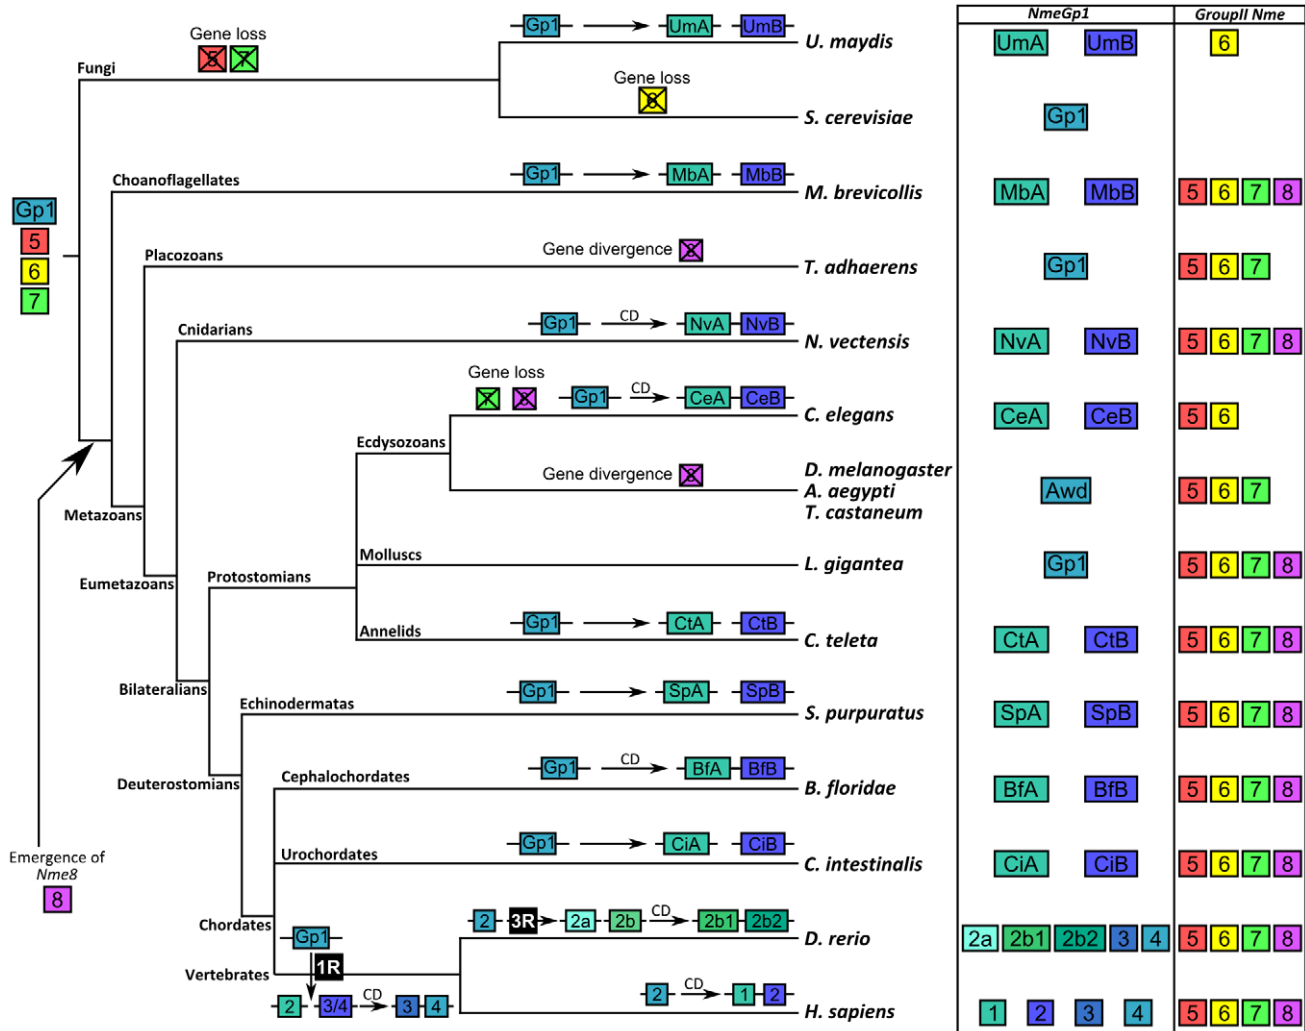 NmeGp1 GroupII Nme
Gene loss
5 7
Fungi
Gp1 UmA UmB
U. maydis
UmA UmB 6
Gene loss
6
S. cerevisiae
Gp1
Choanoflagellates
Gp1 MbA MbB
M. brevicollis
MbA MbB 5 6 7 8
Gp1
5
6
7
Placozoans
Gene divergence 8
T. adhaerens
Gp1 5 6 7
Cnidarians
Gp1 CD NvA NvB
N. vectensis
NvA NvB 5 6 7 8
Gene loss
7 8 Gp1 CD CeA CeB
C. elegans
CeA CeB 5 6
Ecdysozoans
Gene divergence 8
D. melanogaster
A. aegypti
T. castaneum
Awd 5 6 7
Metazoans
Molluscs
L. gigantea
Gp1 5 6 7 8
Eumetazoans
Protostomians
Annelids
Gp1 CtA CtB
C. teleta
CtA CtB 5 6 7 8
Bilateralians
Echinodermatas
Gp1 SpA SpB
S. purpuratus
SpA SpB 5 6 7 8
Deuterostomians
Cephalochordates
Gp1 CD BfA BfB
B. floridae
BfA BfB 5 6 7 8
Emergence of
Nme8
8
Urochordates
Gp1 CiA CiB
C. intestinalis
CiA CiB 5 6 7 8
Chordates
2 3R 2a 2b CD 2b1 2b2
D. rerio
2a 2b1 2b2 3 4 5 6 7 8
Gp1
1R
Vertebrates
2 3/4 CD 3 4
2 CD 1 2
H. sapiens
1 2 3 4 5 6 7 8